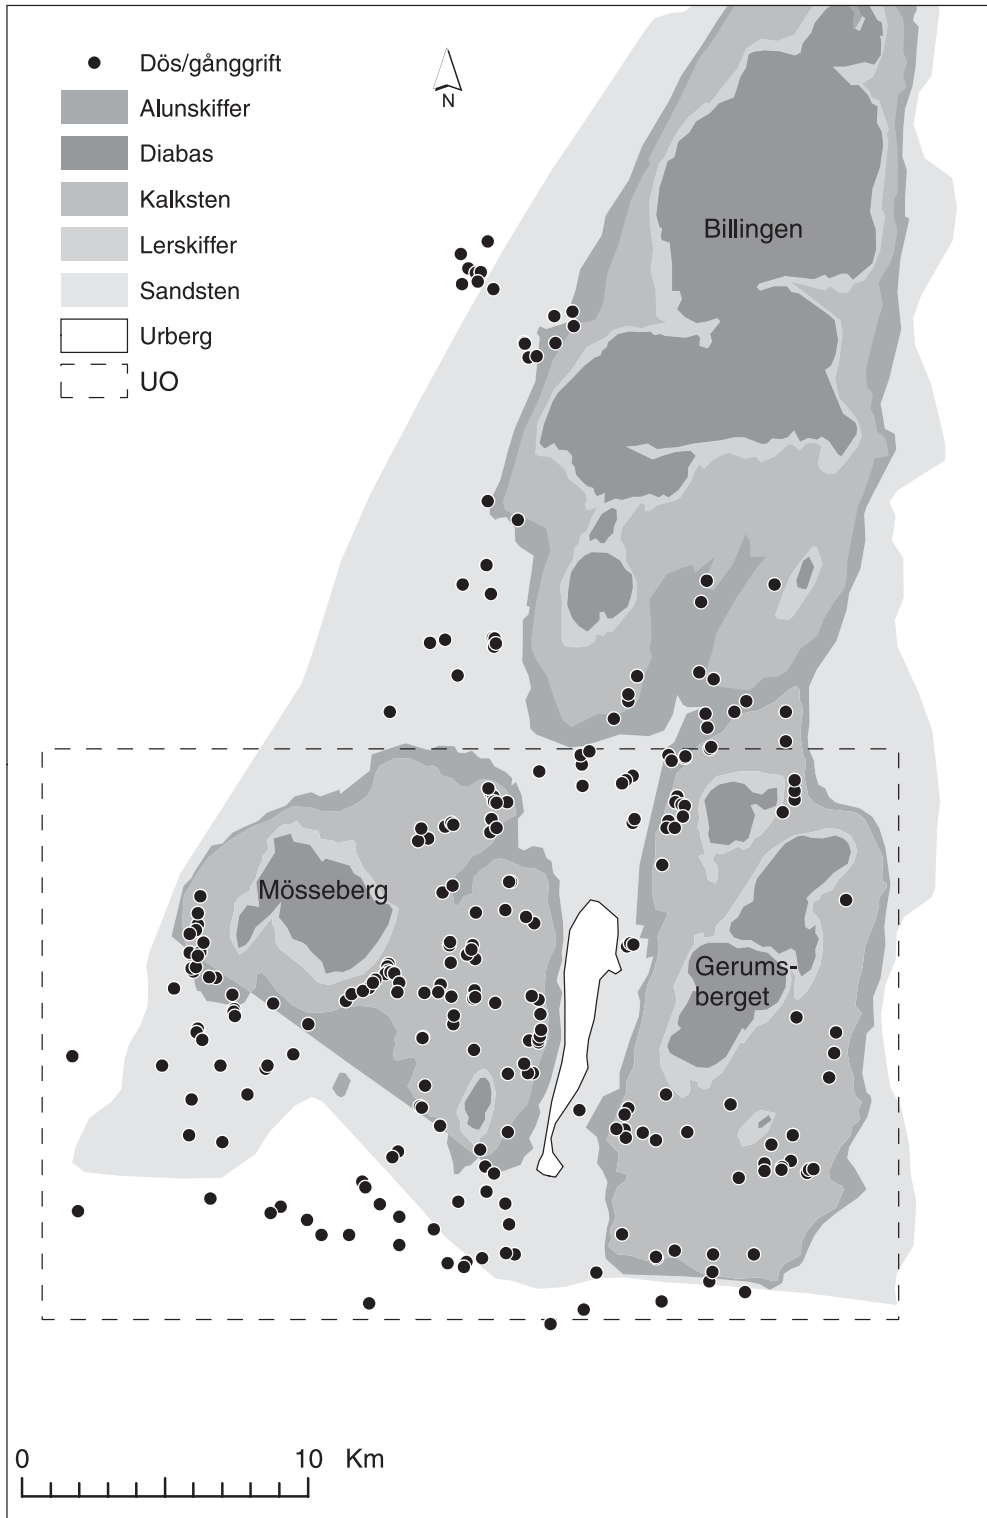 Dös/gånggrift
Alunskiffer
Diabas
Kalksten
Lerskiffer
Sandsten
Urberg
UO
N
Billingen
Mösseberg
Gerums-
berget
0 10 Km